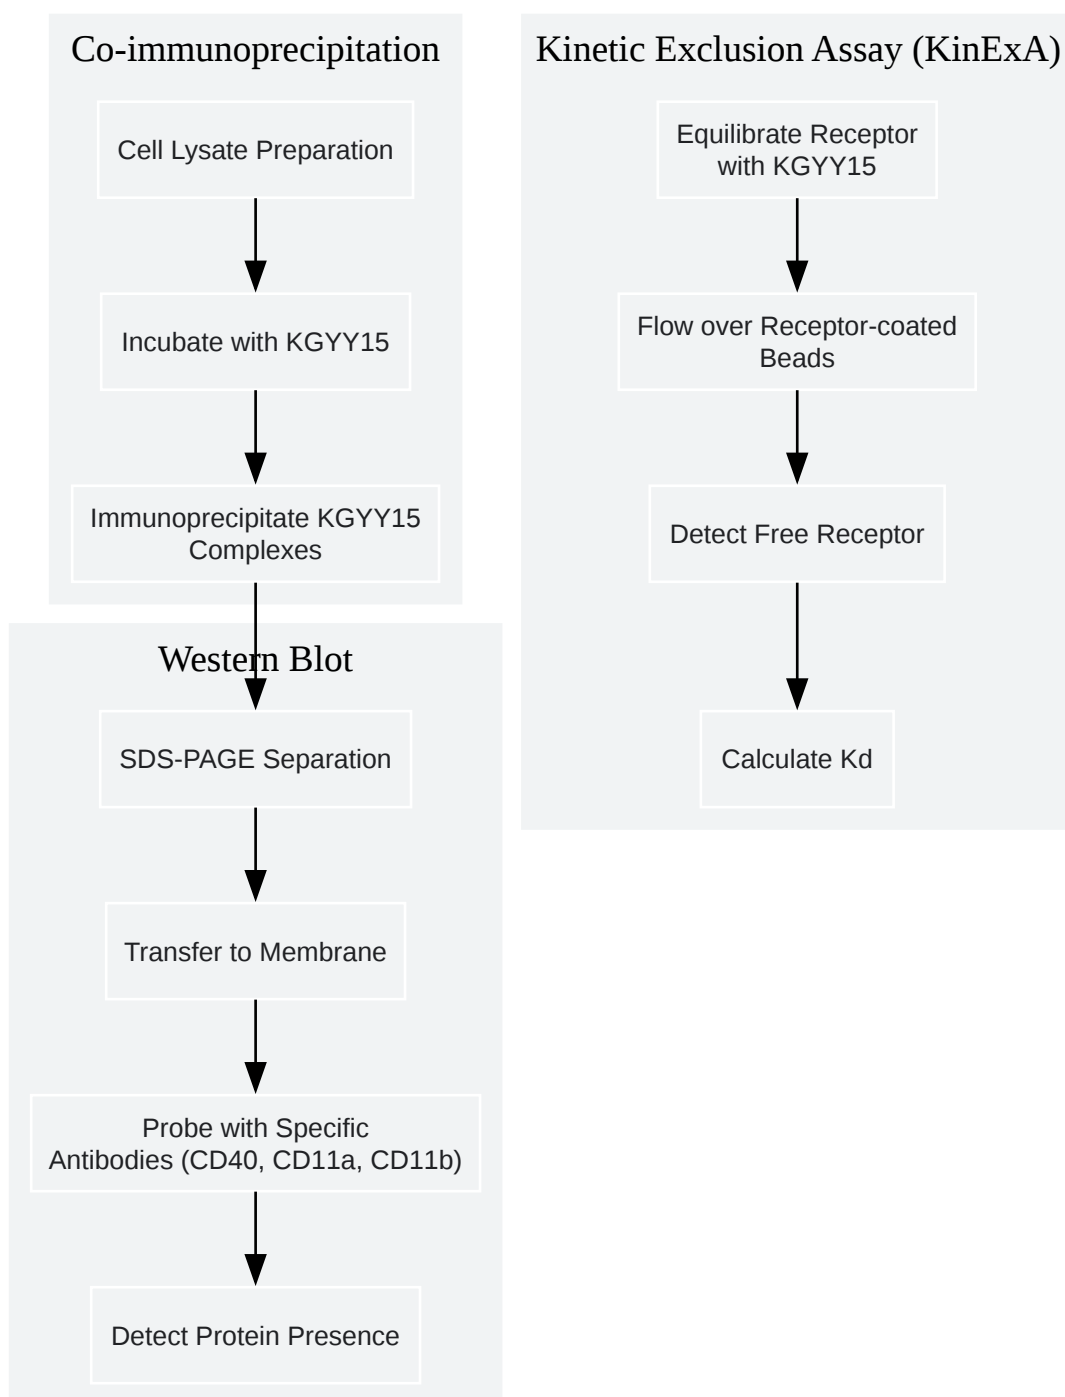 Co-immunoprecipitation
Cell Lysate Preparation
Incubate with KGYY15
Immunoprecipitate KGYY15
Complexes
Western Blot
SDS-PAGE Separation
Transfer to Membrane
Probe with Specific
Antibodies (CD40, CD11a, CD11b)
Detect Protein Presence
Kinetic Exclusion Assay (KinExA)
Equilibrate Receptor
with KGYY15
Flow over Receptor-coated
Beads
Detect Free Receptor
Calculate Kd